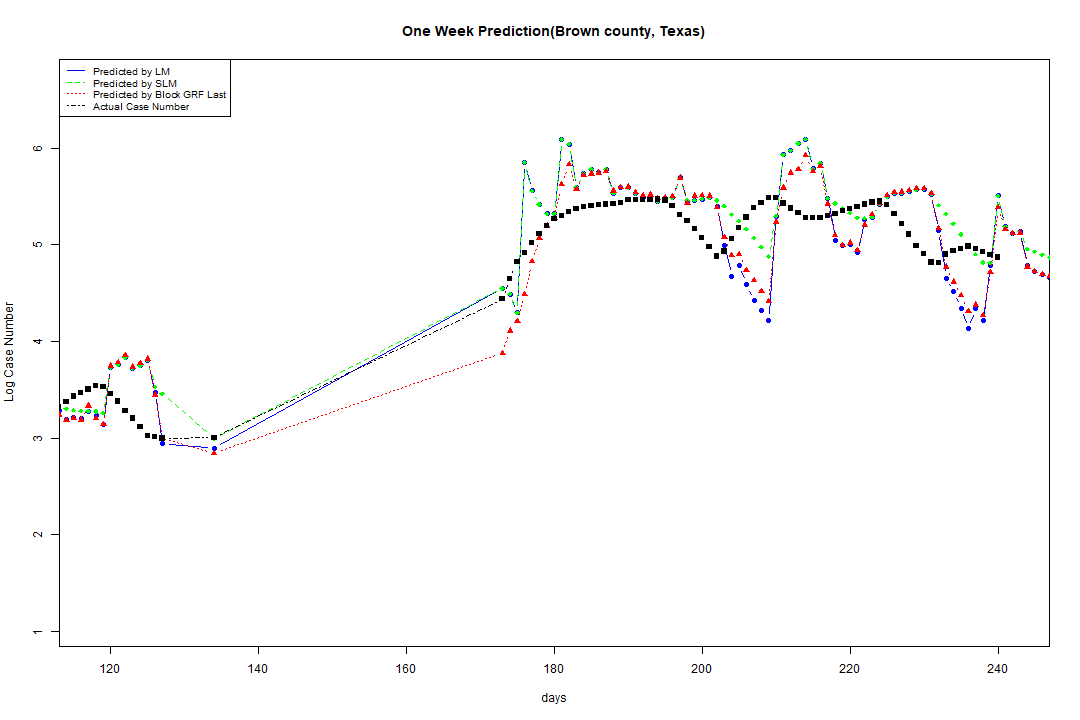 One Week Prediction(Brown county, Texas)
Predicted by LM
Predicted by SLM
Predicted by Block GRF Last
Actual Case Number
6
5
4
3
2
1
Log Case Number
120 140 160 180 200 220 240
days